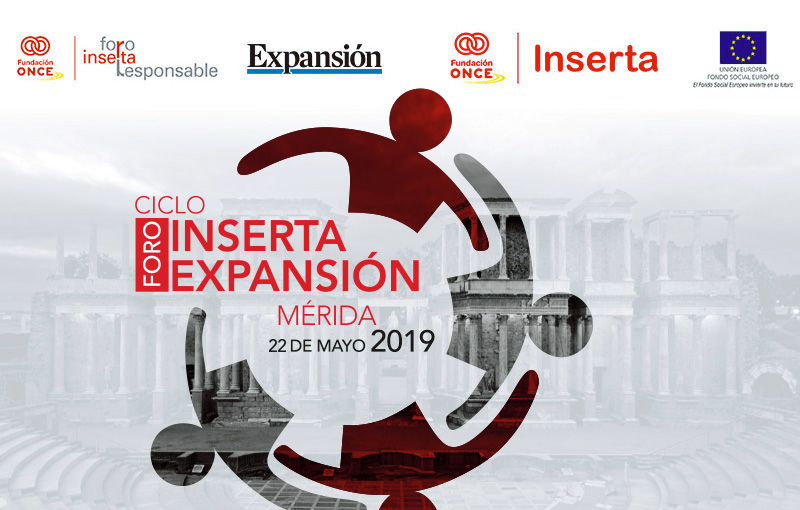 Fundación
ONCE
foro
inserta
responsable
Expansión
Fundación
ONCE
Inserta
UNIÓN EUROPEA
FONDO SOCIAL EUROPEO
El Fondo Social Europeo invierte en tu futuro
CICLO
FORO
INSERTA
EXPANSIÓN
MÉRIDA
22 DE MAYO 2019